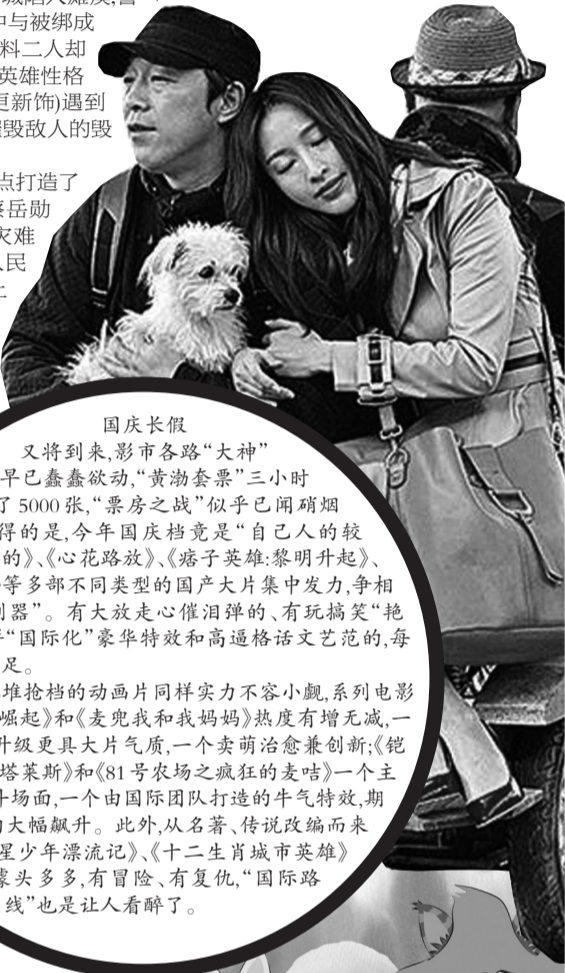 中与被绑成
料二人却
英雄性格
更新饰)遇到
毁敌人的毁
点打造了
岳勋
灾难
民
国庆长假
又将到来,影市各路“大神”
早已蠢蠢欲动,“黄渤套票”三小时
了5000张,“票房之战”似乎已闻硝烟
得的是,今年国庆档竟是“自己人的较
的》、《心花路放》、《痞子英雄:黎明升起》、
等多部不同类型的国产大片集中发力,争相
器”。有大放走心催泪弹的、有玩搞笑“艳
“国际化”豪华特效和高逼格话文艺范的,每
足。
堆抢档的动画片同样实力不容小觑,系列电影
崛起》和《麦兜我和我妈妈》热度有增无减,一
升级更具大片气质,一个卖萌治愈兼创新;《铠
塔莱斯》和《81号农场之疯狂的麦咭》一个主
斗场面,一个由国际团队打造的牛气特效,期
大幅飙升。此外,从名著、传说改编而来
星少年漂流记》、《十二生肖城市英雄》
噱头多多,有冒险、有复仇,“国际路
线”也是让人看醉了。